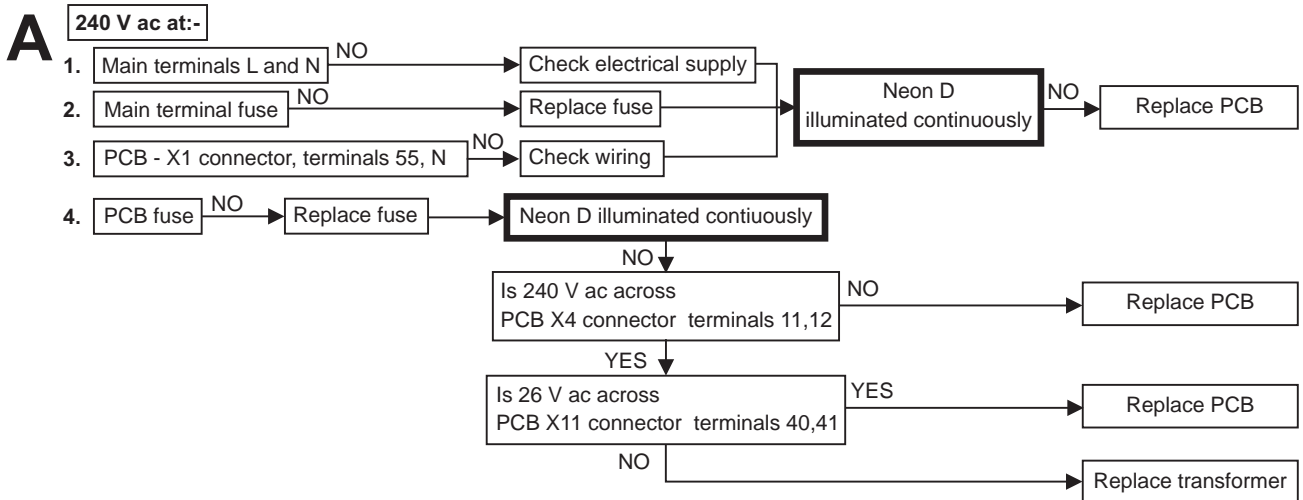 A
240 V ac at:-
1. Main terminals L and N
NO
Check electrical supply
2. Main terminal fuse
NO
Replace fuse
Neon D
illuminated continuously
NO
Replace PCB
3. PCB - X1 connector, terminals 55, N
NO
Check wiring
4. PCB fuse
NO
Replace fuse
Neon D illuminated contiuously
NO
Is 240 V ac across
PCB X4 connector terminals 11,12
NO
Replace PCB
YES
Is 26 V ac across
PCB X11 connector terminals 40,41
YES
Replace PCB
NO
Replace transformer